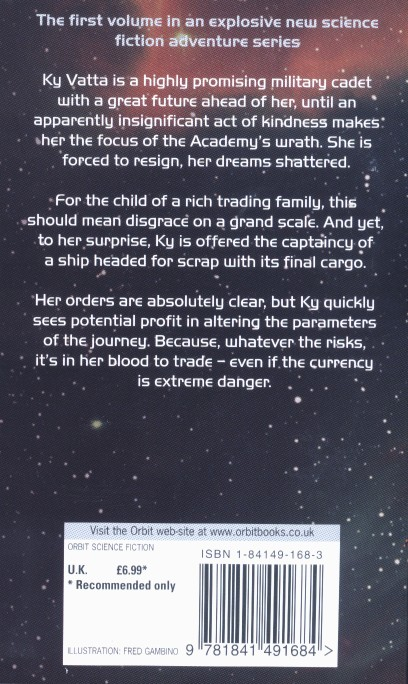 The first volume in an explosive new science
fiction adventure series
Ky Vatta is a highly promising military cadet
with a great future ahead of her, until an
apparently insignificant act of kindness makes
her the focus of the Academy's wrath. She is
forced to resign, her dreams shattered.
For the child of a rich trading family, this
should mean disgrace on a grand scale. And yet,
to her surprise, Ky is offered the captaincy of
a ship headed for scrap with its final cargo.
Her orders are absolutely clear, but Ky quickly
sees potential profit in altering the parameters
of the journey. Because, whatever the risks,
it's in her blood to trade – even if the currency
is extreme danger.
Visit the Orbit web-site at www.orbitbooks.co.uk
ORBIT SCIENCE FICTION
ISBN 1-84149-168-3
U.K. £6.99*
* Recommended only
ILLUSTRATION: FRED GAMBINO
9 781841 491684 >